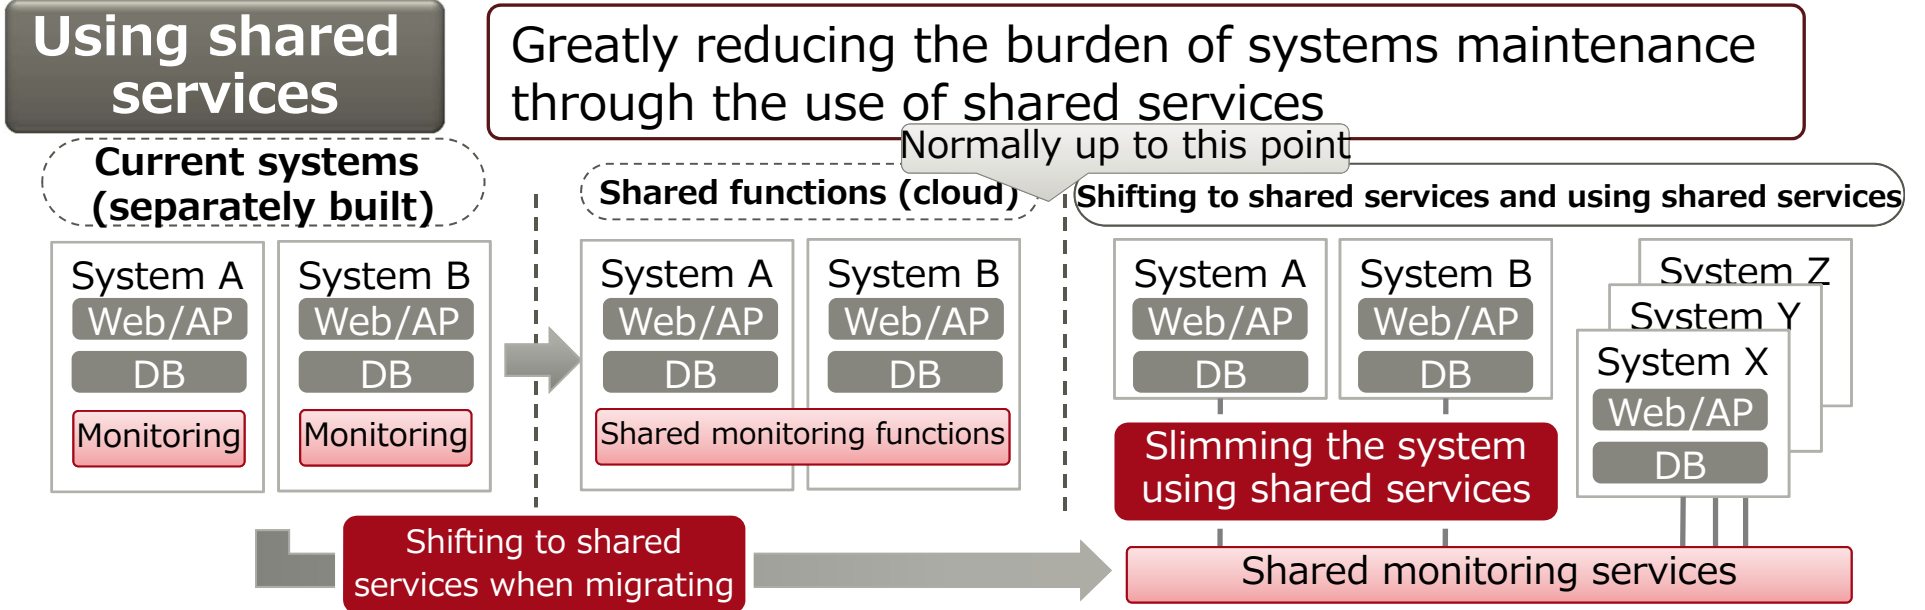 Using shared
services
Greatly reducing the burden of systems maintenance
through the use of shared services
Normally up to this point
Current systems
(separately built)
Shared functions (cloud)
Shifting to shared services and using shared services
System A
Web/AP
DB
Monitoring
System B
Web/AP
DB
Monitoring
System A
Web/AP
DB
System B
Web/AP
DB
Shared monitoring functions
System A
Web/AP
DB
System B
Web/AP
DB
System Z
System Y
System X
Web/AP
DB
Slimming the system
using shared services
Shifting to shared
services when migrating
Shared monitoring services